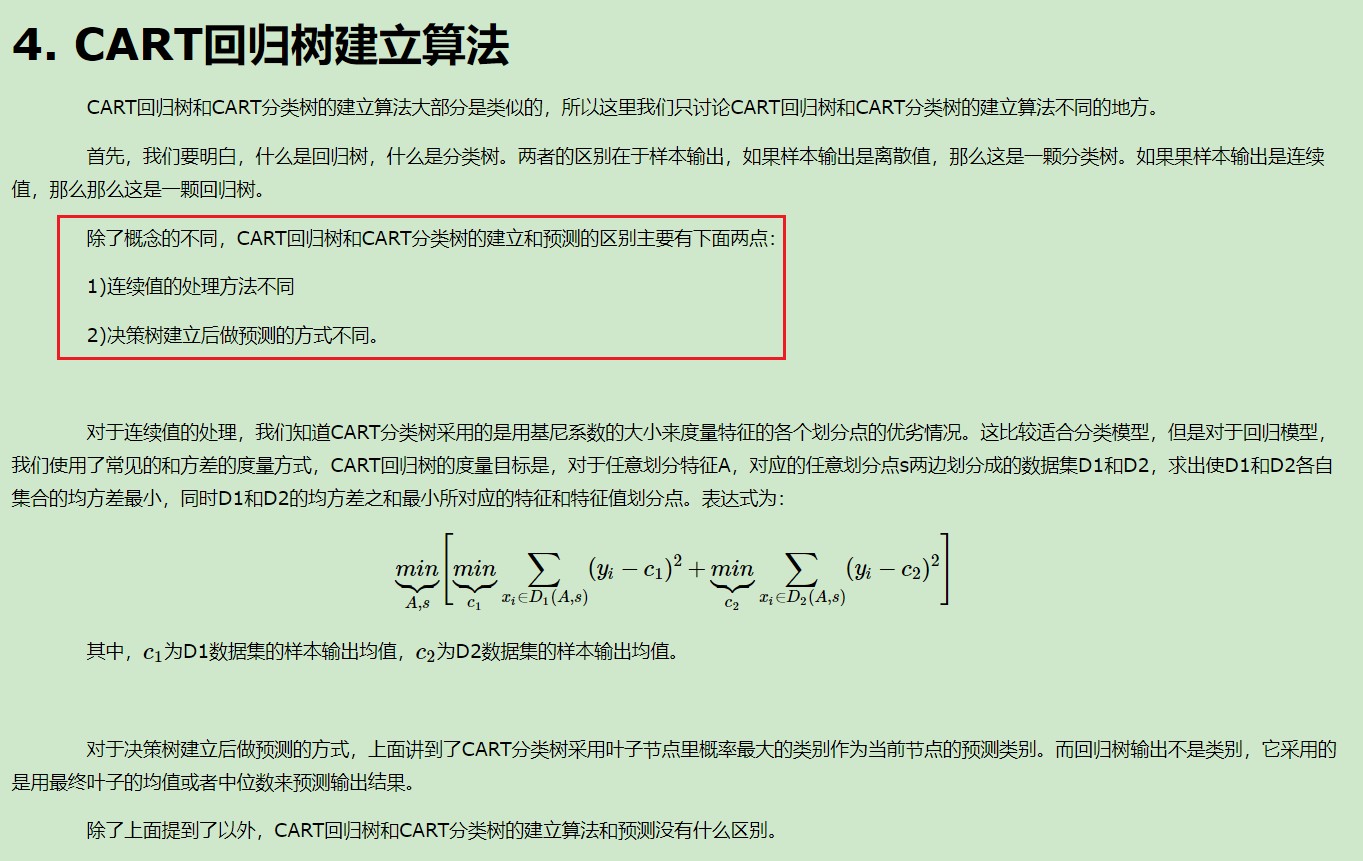 4. CART回归树建立算法
CART回归树和CART分类树的建立算法大部分是类似的，所以这里我们只讨论CART回归树和CART分类树的建立算法不同的地方。
首先，我们要明白，什么是回归树，什么是分类树。两者的区别在于样本输出，如果样本输出是离散值，那么这是一颗分类树。如果果样本输出是连续
值，那么那么这是一颗回归树。
除了概念的不同，CART回归树和CART分类树的建立和预测的区别主要有下面两点：
1)连续值的处理方法不同
2)决策树建立后做预测的方式不同。
对于连续值的处理，我们知道CART分类树采用的是用基尼系数的大小来度量特征的各个划分点的优劣情况。这比较适合分类模型，但是对于回归模型，
我们使用了常见的和方差的度量方式，CART回归树的度量目标是，对于任意划分特征A，对应的任意划分点s两边划分成的数据集D1和D2，求出使D1和D2各自
集合的均方差最小，同时D1和D2的均方差之和最小所对应的特征和特征值划分点。表达式为：
$\underbrace{min}_{A,s}\left[\underbrace{min}_{c_1}\sum_{x_i\in D_1(A,s)}(y_i-c_1)^2+\underbrace{min}_{c_2}\sum_{x_i\in D_2(A,s)}(y_i-c_2)^2\right]$
其中，$c_1$为D1数据集的样本输出均值，$c_2$为D2数据集的样本输出均值。
对于决策树建立后做预测的方式，上面讲到了CART分类树采用叶子节点里概率最大的类别作为当前节点的预测类别。而回归树输出不是类别，它采用的
是用最终叶子的均值或者中位数来预测输出结果。
除了上面提到了以外，CART回归树和CART分类树的建立算法和预测没有什么区别。